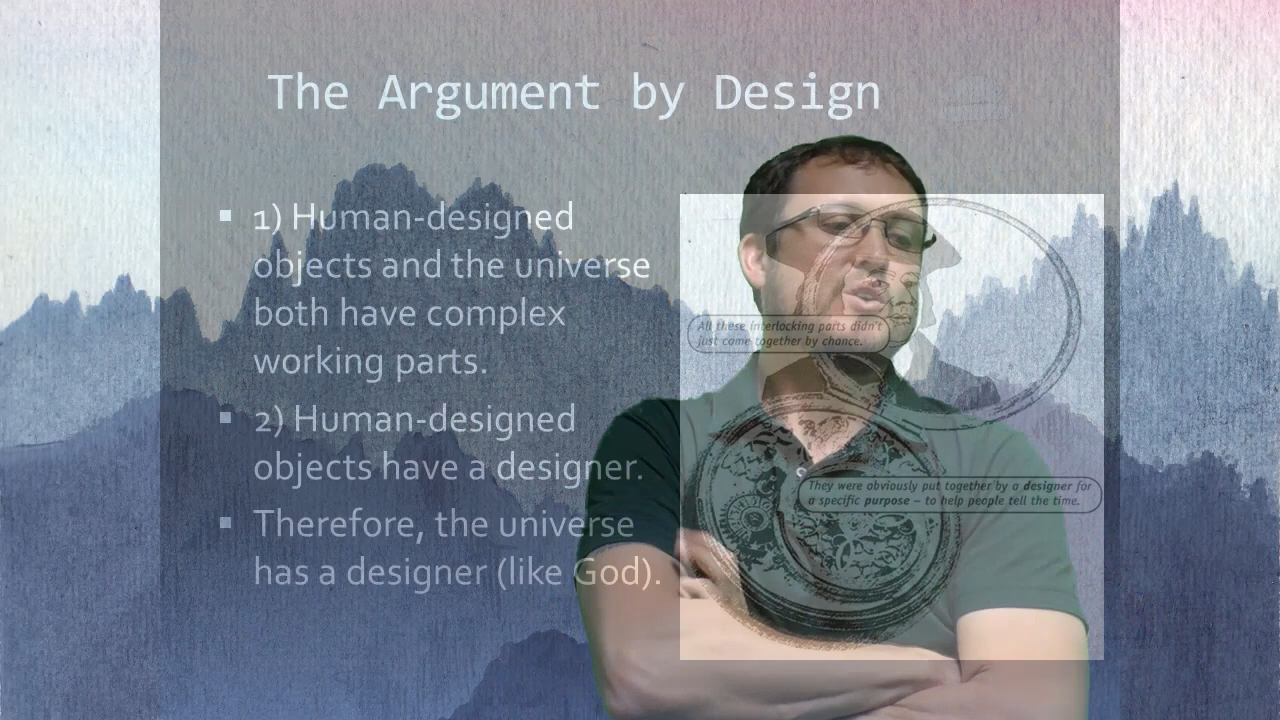 The Argument by Design
1) Human-designed
objects and the universe
both have complex
working parts.
2) Human-designed
objects have a designer.
Therefore, the universe
has a designer (like God).
All these interlocking parts didn't
just come together by chance.
They were obviously put together by a designer for
a specific purpose – to help people tell the time.